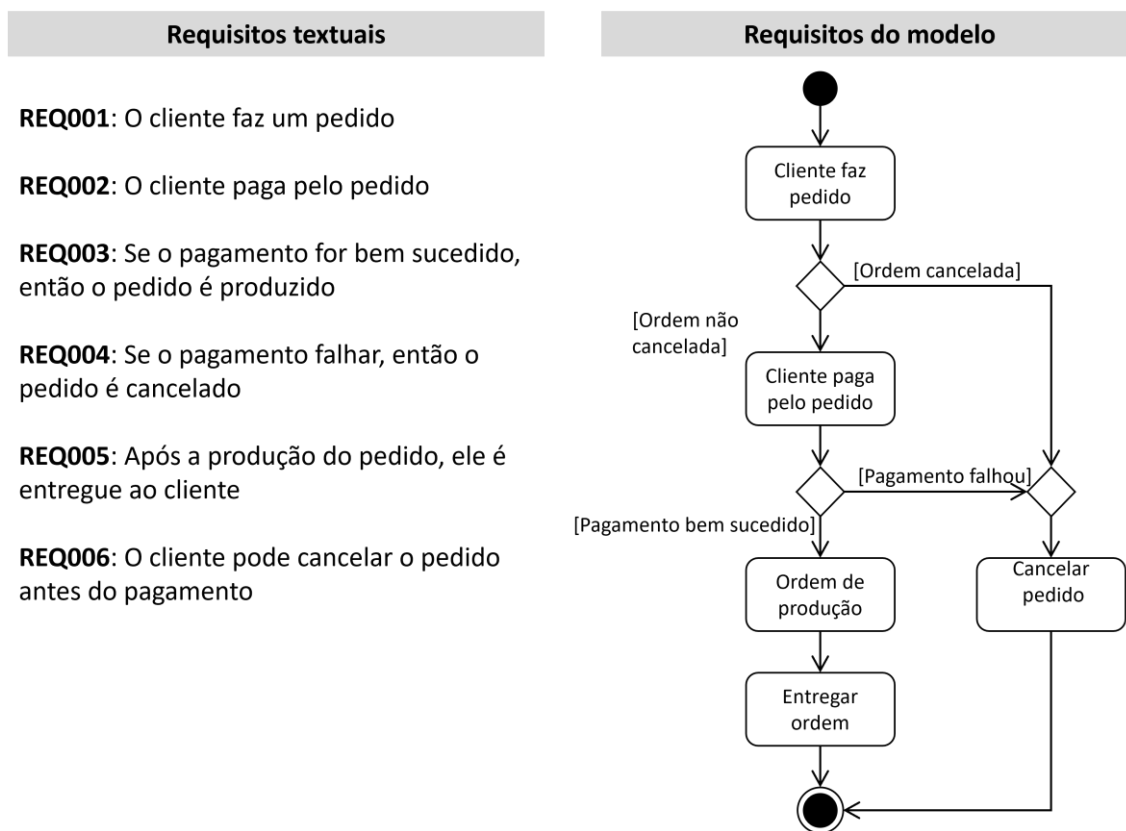 Requisitos textuais
REQ001: O cliente faz um pedido
REQ002: O cliente paga pelo pedido
REQ003: Se o pagamento for bem sucedido,
então o pedido é produzido
REQ004: Se o pagamento falhar, então o
pedido é cancelado
REQ005: Após a produção do pedido, ele é
entregue ao cliente
REQ006: O cliente pode cancelar o pedido
antes do pagamento
Requisitos do modelo
Cliente faz
pedido
[Ordem cancelada]
[Ordem não
cancelada]
Cliente paga
pelo pedido
[Pagamento falhou]
[Pagamento bem sucedido]
Ordem de
produção
Cancelar
pedido
Entregar
ordem